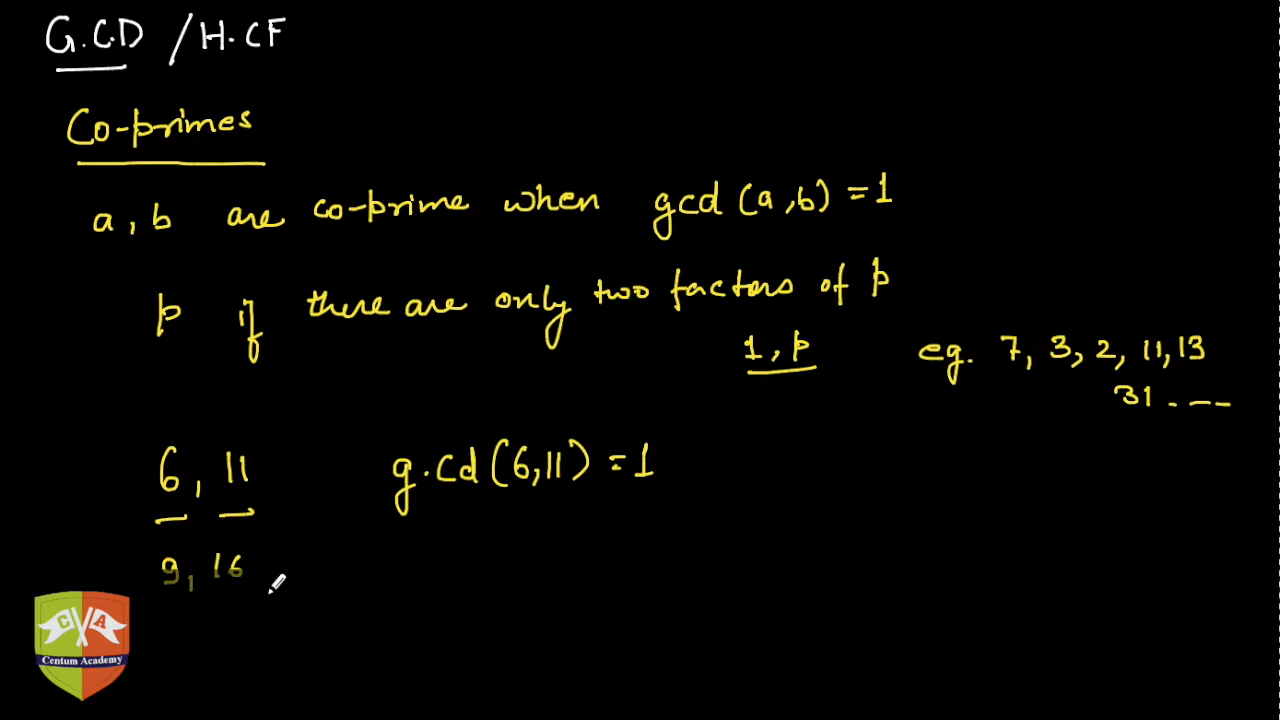 G.C.D / H.CF
Co-primes
a, b are co-prime when gcd (a,b) = 1
p if there are only two factors of p
1, p eg. 7, 3, 2, 11, 13
31 . --
6, 11 g.cd (6,11) = 1
9, 16
C A
Centum Academy